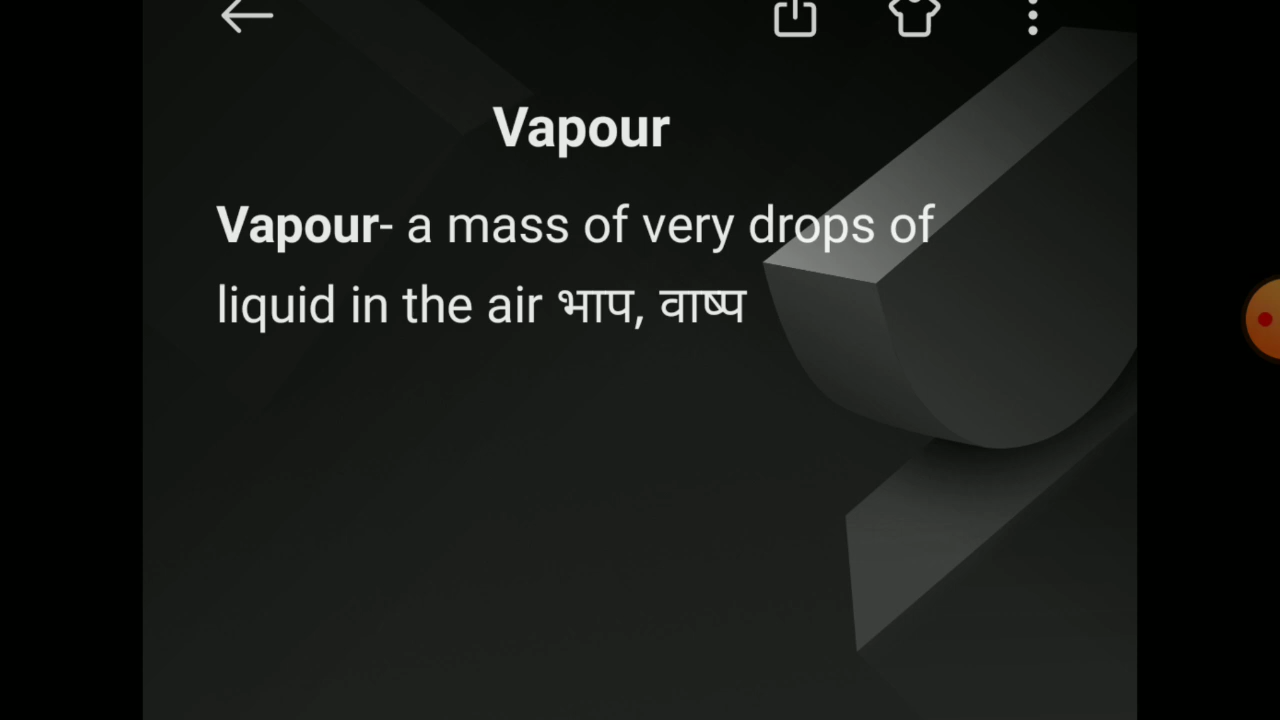 Vapour
Vapour- a mass of very drops of
liquid in the air भाप, वाष्प